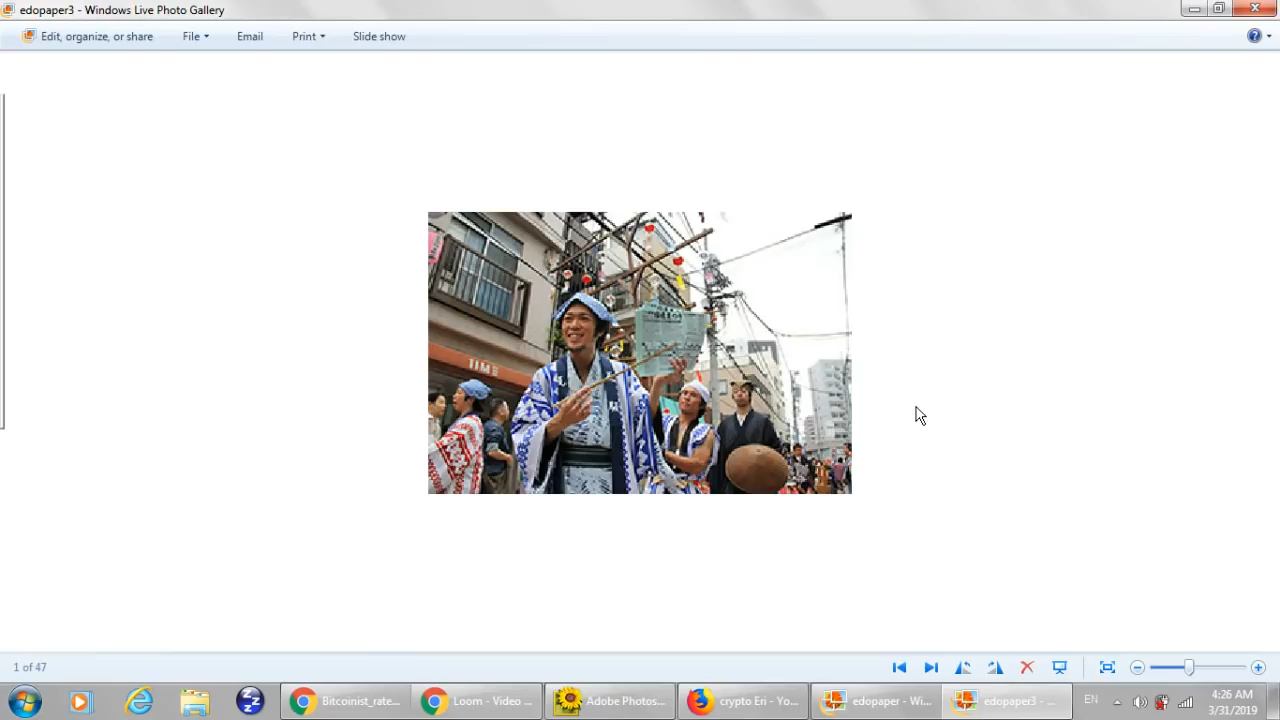 edopaper3 - Windows Live Photo Gallery
Edit, organize, or share
File
Email
Print
Slide show
TIME
1 of 47
Bitcoinist_rate...
Loom - Video ...
Adobe Photos...
crypto Eri - Yo...
edopaper - Wi...
edopaper3 - ...
EN
4:26 AM
3/31/2019